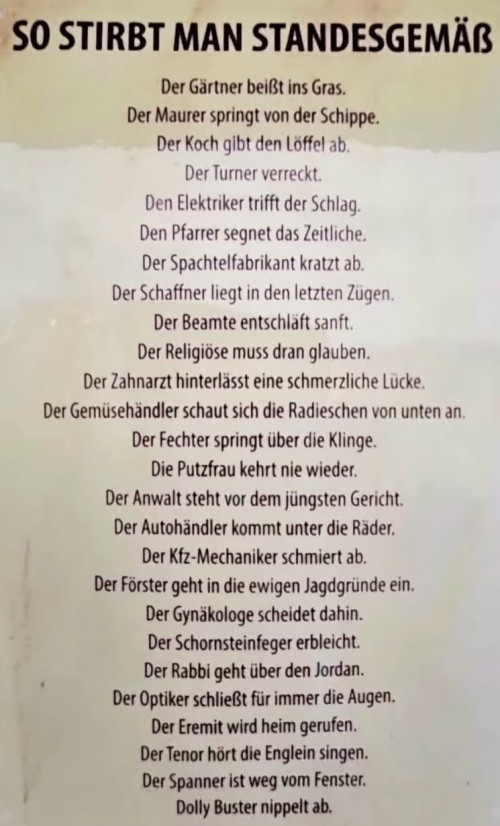 SO STIRBT MAN STANDESGEMÄß
Der Gärtner beißt ins Gras.
Der Maurer springt von der Schippe.
Der Koch gibt den Löffel ab.
Der Turner verreckt.
Den Elektriker trifft der Schlag.
Den Pfarrer segnet das Zeitliche.
Der Spachtelfabrikant kratzt ab.
Der Schaffner liegt in den letzten Zügen.
Der Beamte entschläft sanft.
Der Religiöse muss dran glauben.
Der Zahnarzt hinterlässt eine schmerzliche Lücke.
Der Gemüsehändler schaut sich die Radieschen von unten an.
Der Fechter springt über die Klinge.
Die Putzfrau kehrt nie wieder.
Der Anwalt steht vor dem jüngsten Gericht.
Der Autohändler kommt unter die Räder.
Der Kfz-Mechaniker schmiert ab.
Der Förster geht in die ewigen Jagdgründe ein.
Der Gynäkologe scheidet dahin.
Der Schornsteinfeger erbleicht.
Der Rabbi geht über den Jordan.
Der Optiker schließt für immer die Augen.
Der Eremit wird heim gerufen.
Der Tenor hört die Englein singen.
Der Spanner ist weg vom Fenster.
Dolly Buster nippelt ab.